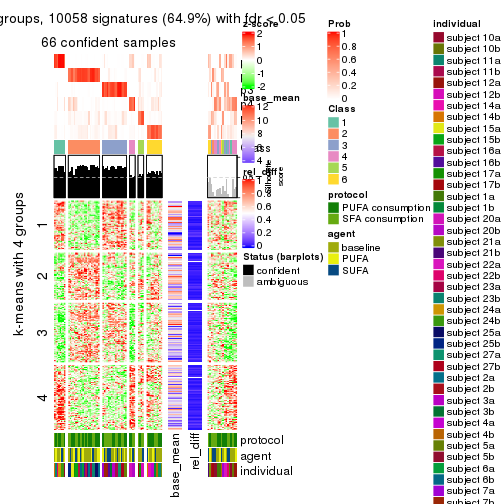 groups, 10058 signatures (64.9%) with fdr < 0.05
66 confident samples
k-means with 4 groups
1
2
3
4
protocol
agent
individual
base_mean
rel_diff
z-score
2
1
0
-1
-2
base_mean
12
10
8
6
4
silhouette
score
rel_diff
1
0.8
0.6
0.4
0.2
0
Status (barplots)
confident
ambiguous
Prob
1
0.8
0.6
0.4
0.2
0
Class
1
2
3
4
5
6
protocol
PUFA consumption
SFA consumption
agent
baseline
PUFA
SUFA
individual
subject 10a
subject 10b
subject 11a
subject 11b
subject 12a
subject 12b
subject 14a
subject 14b
subject 15a
subject 15b
subject 16a
subject 16b
subject 17a
subject 17b
subject 1a
subject 1b
subject 20a
subject 20b
subject 21a
subject 21b
subject 22a
subject 22b
subject 23a
subject 23b
subject 24a
subject 24b
subject 25a
subject 25b
subject 27a
subject 27b
subject 2a
subject 2b
subject 3a
subject 3b
subject 4a
subject 4b
subject 5a
subject 5b
subject 6a
subject 6b
subject 7a
subject 7b